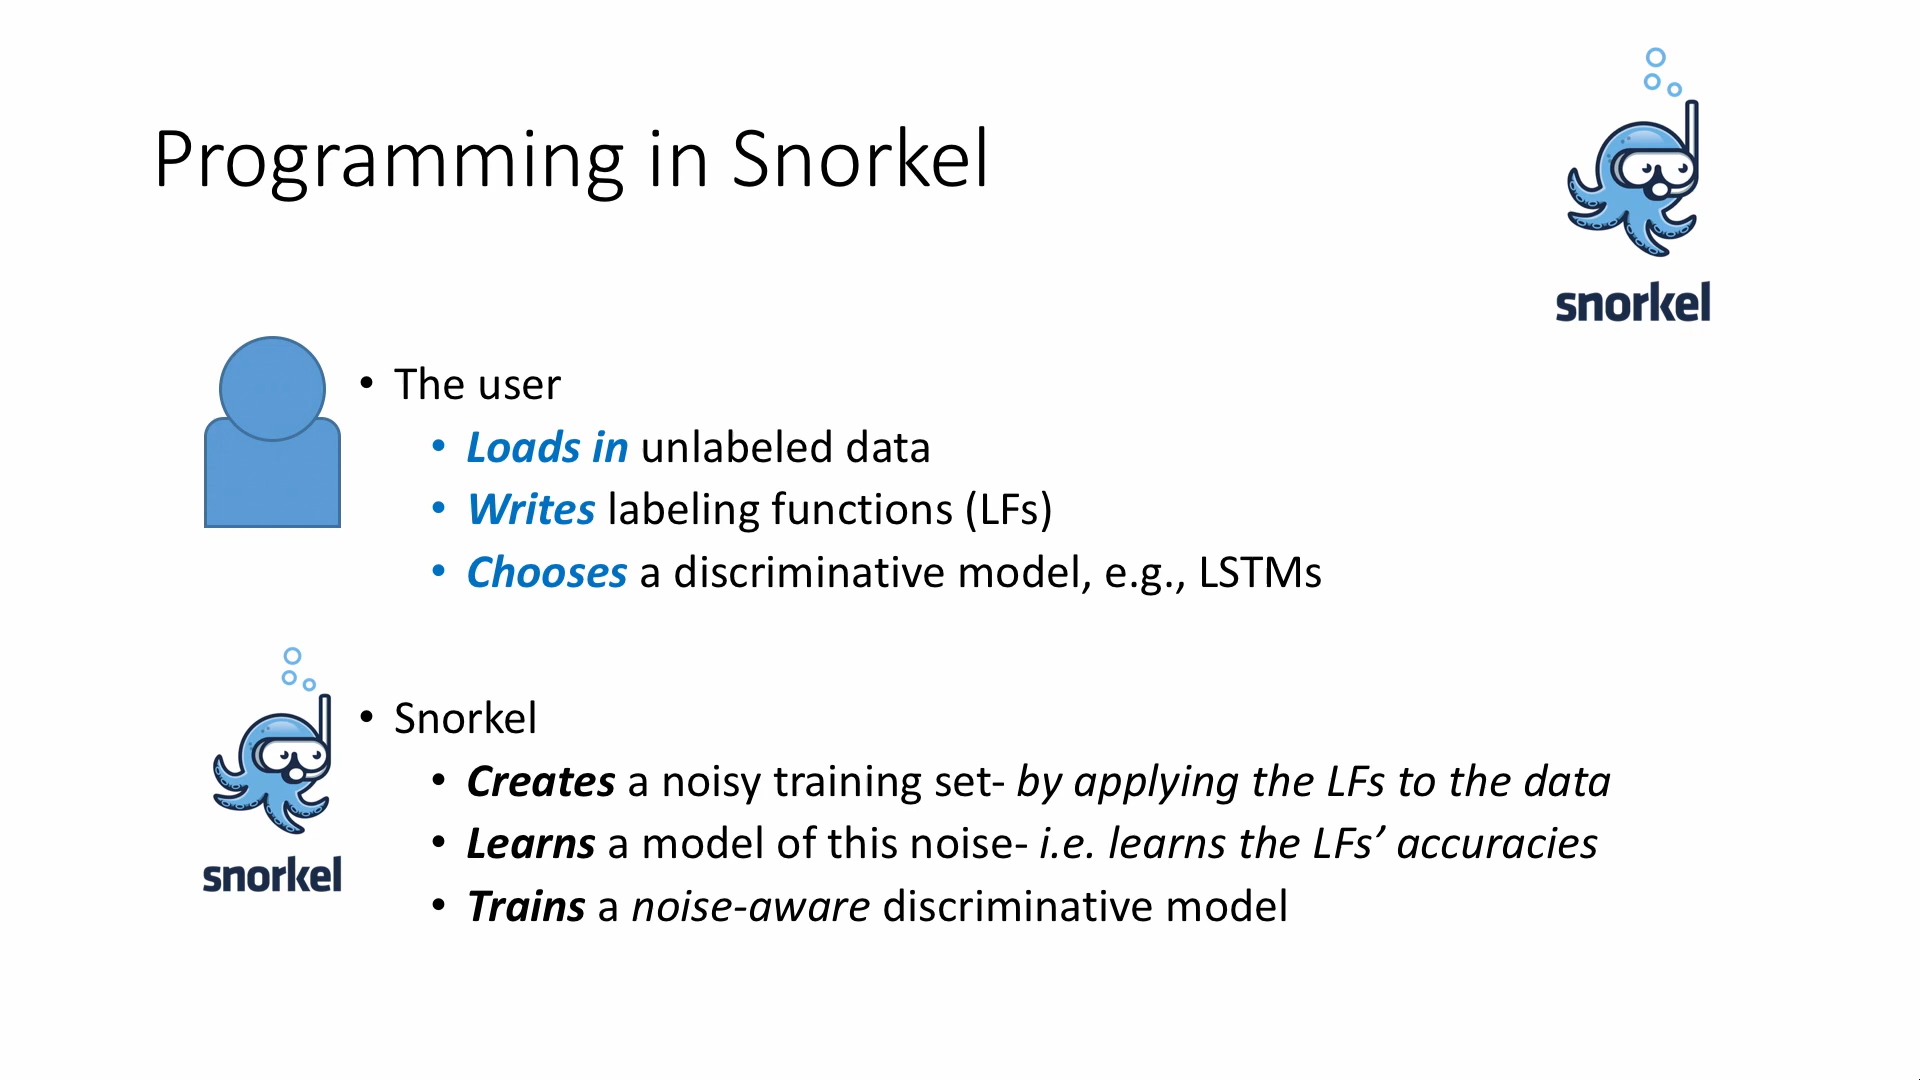 Programming in Snorkel
snorkel
• The user
• Loads in unlabeled data
• Writes labeling functions (LFs)
• Chooses a discriminative model, e.g., LSTMs
• Snorkel
• Creates a noisy training set- by applying the LFs to the data
• Learns a model of this noise- i.e. learns the LFs’ accuracies
• Trains a noise-aware discriminative model
snorkel